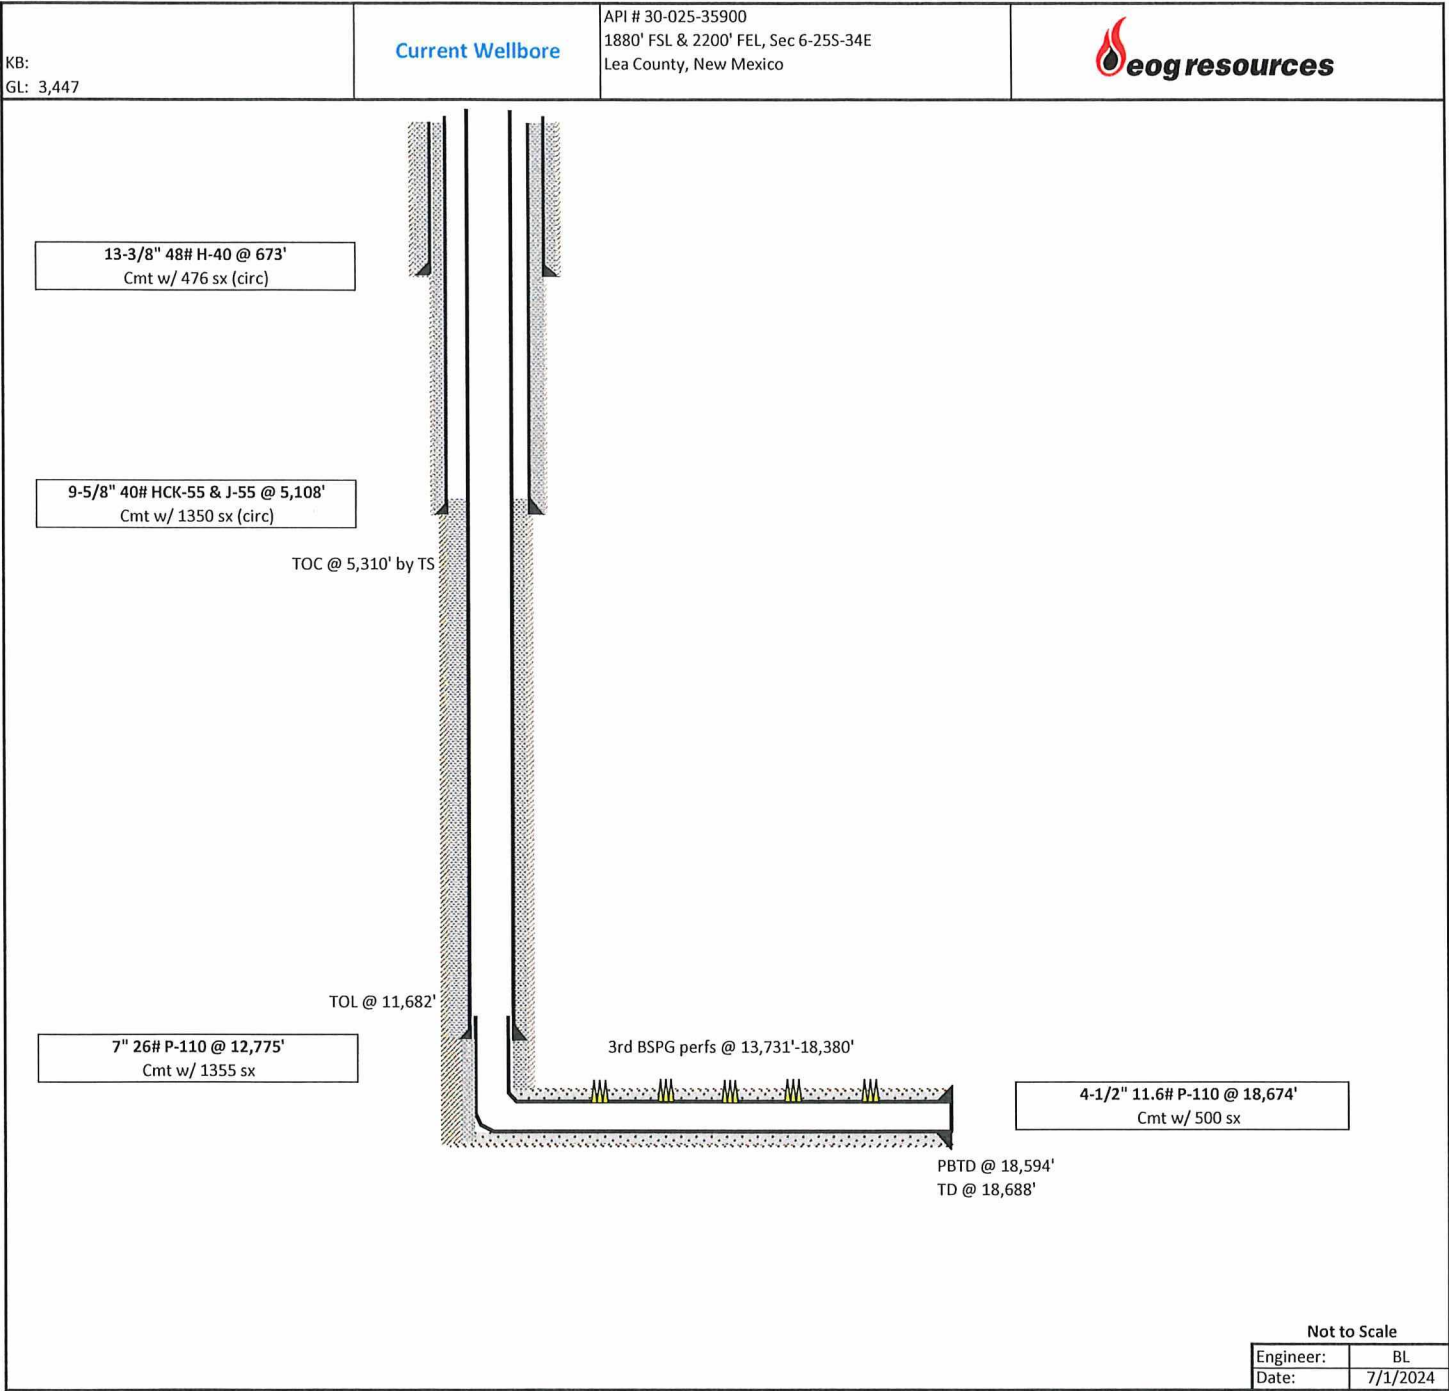 KB:
GL: 3,447
Current Wellbore
API # 30-025-35900
1880' FSL & 2200' FEL, Sec 6-25S-34E
Lea County, New Mexico
eog resources
13-3/8" 48# H-40 @ 673'
Cmt w/ 476 sx (circ)
9-5/8" 40# HCK-55 & J-55 @ 5,108'
Cmt w/ 1350 sx (circ)
TOC @ 5,310' by TS
TOL @ 11,682'
7" 26# P-110 @ 12,775'
Cmt w/ 1355 sx
3rd BSPG perfs @ 13,731'-18,380'
4-1/2" 11.6# P-110 @ 18,674'
Cmt w/ 500 sx
PBTD @ 18,594'
TD @ 18,688'
Not to Scale
Engineer: BL
Date: 7/1/2024